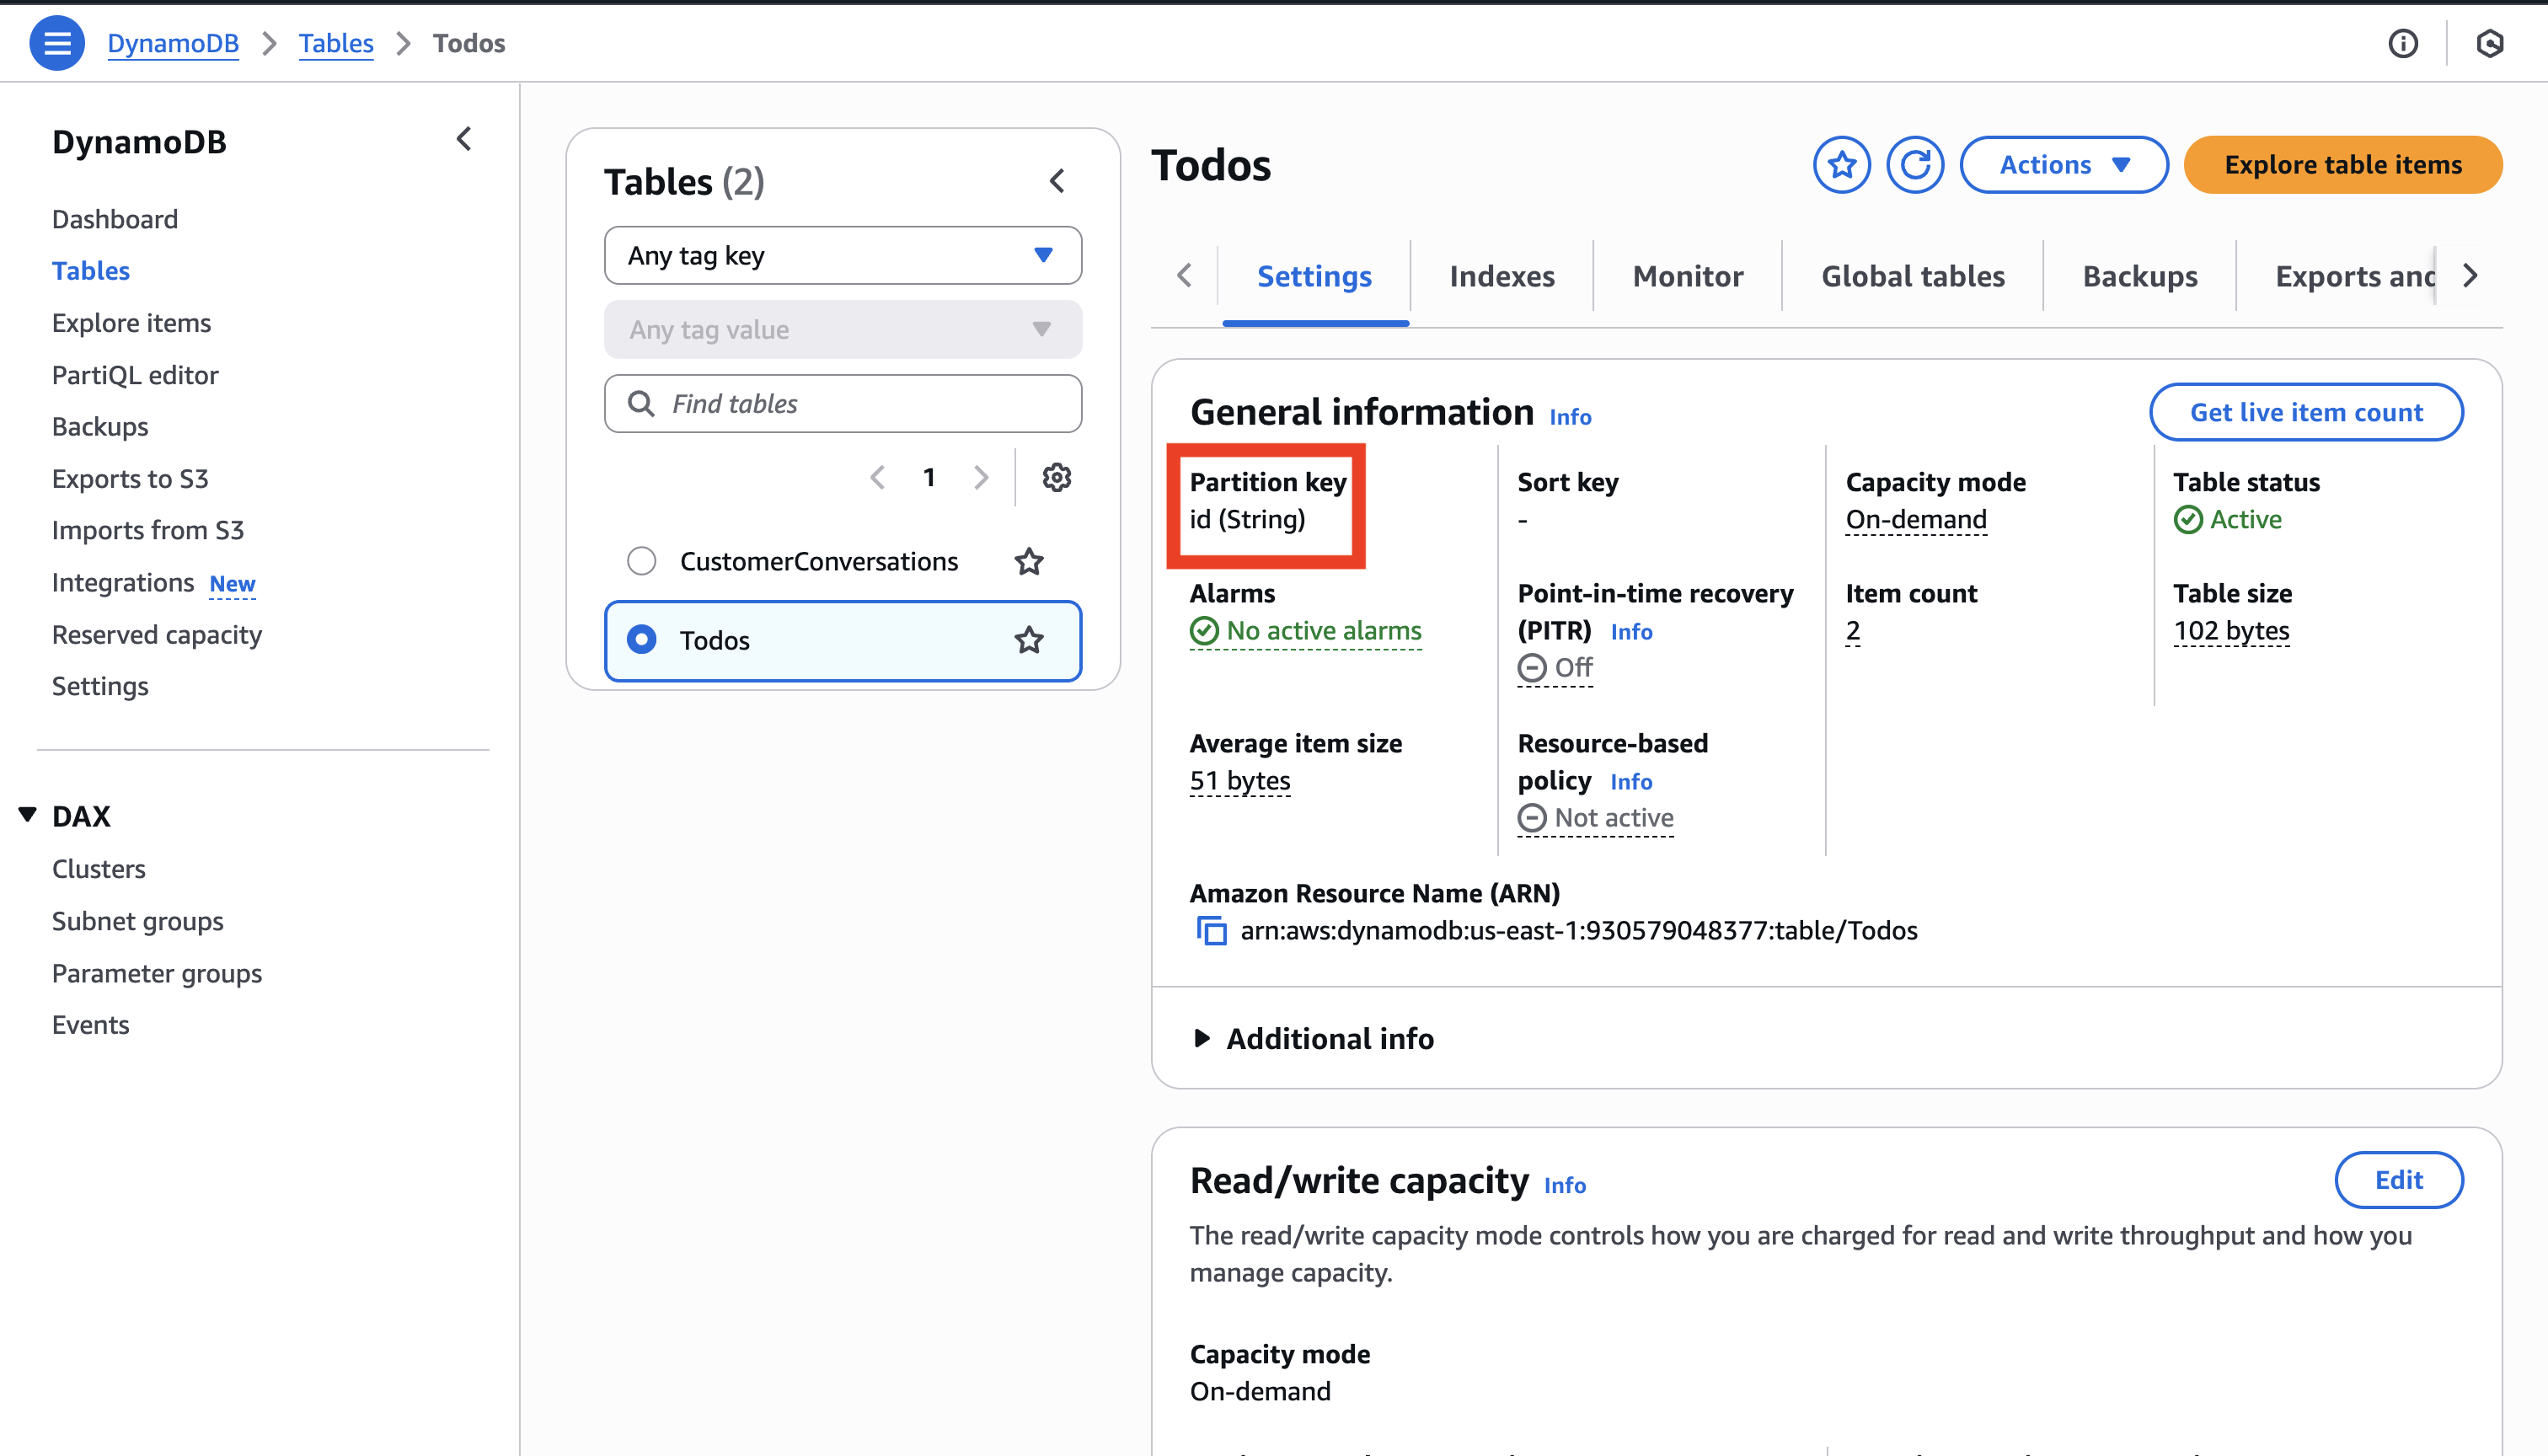 DynamoDB > Tables > Todos
DynamoDB
Dashboard
Tables
Explore items
PartiQL editor
Backups
Exports to S3
Imports from S3
Integrations New
Reserved capacity
Settings
DAX
Clusters
Subnet groups
Parameter groups
Events
Tables (2)
Any tag key
Any tag value
Find tables
1
CustomerConversations
Todos
Todos
Actions
Explore table items
Settings
Indexes
Monitor
Global tables
Backups
Exports and
General information Info
Get live item count
Partition key
id (String)
Sort key
-
Capacity mode
On-demand
Table status
Active
Alarms
No active alarms
Point-in-time recovery
(PITR) Info
Off
Item count
2
Table size
102 bytes
Average item size
51 bytes
Resource-based
policy Info
Not active
Amazon Resource Name (ARN)
arn:aws:dynamodb:us-east-1:930579048377:table/Todos
Additional info
Read/write capacity Info
Edit
The read/write capacity mode controls how you are charged for read and write throughput and how you
manage capacity.
Capacity mode
On-demand